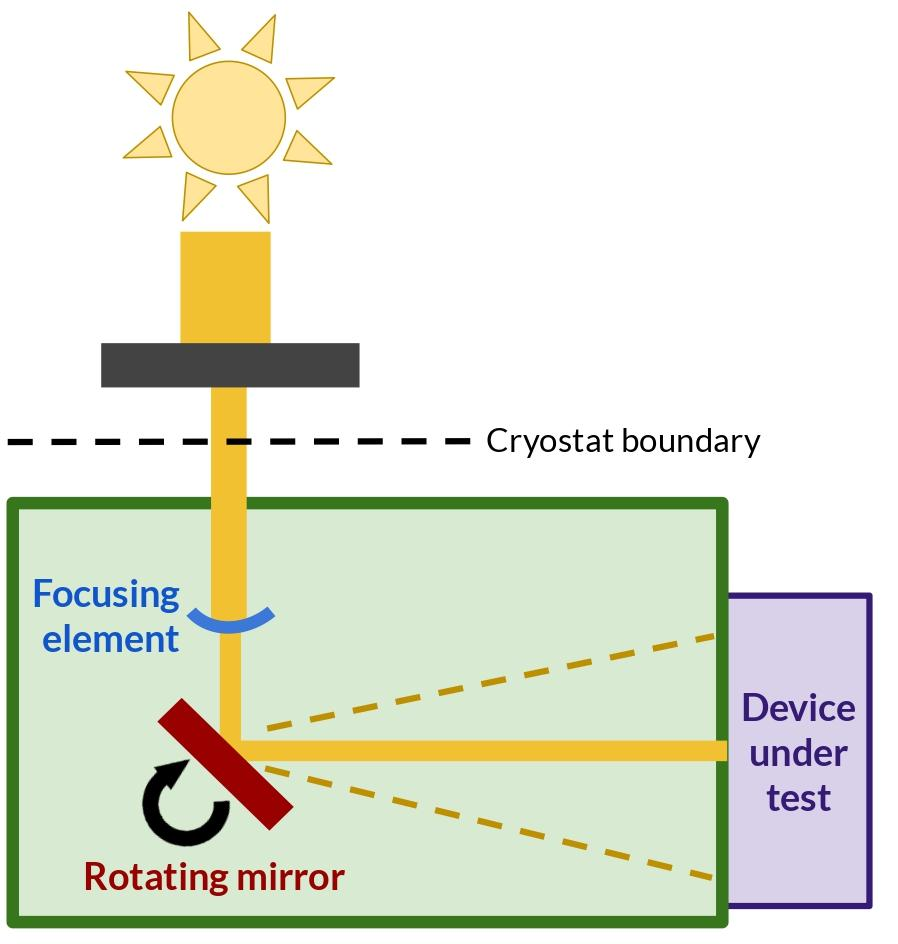 Cryostat boundary
Focusing
element
Device
under
test
Rotating mirror